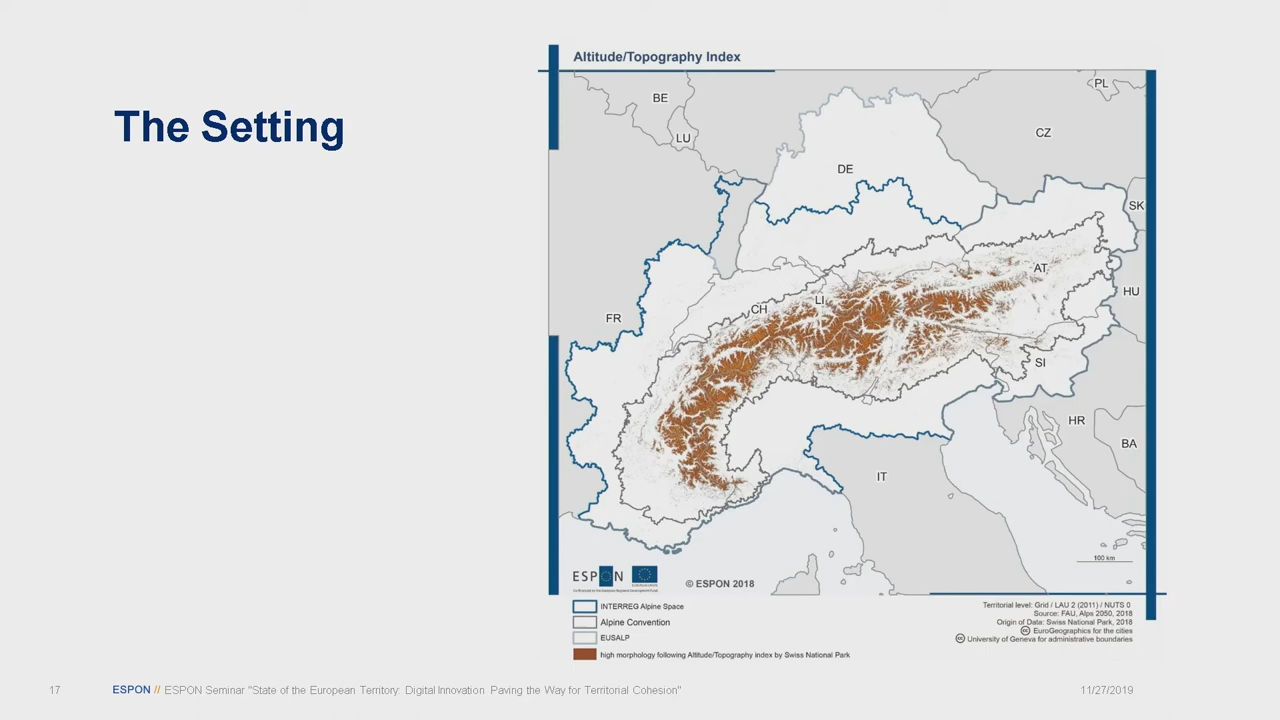 The Setting
Altitude/Topography Index
BE
PL
LU
CZ
DE
SK
AT
HU
LI
CH
FR
SI
HR
BA
IT
100 km
ESPON
© ESPON 2018
INTERREG Alpine Space
Alpine Convention
EUSALP
high morphology following Altitude/Topography index by Swiss National Park
Territorial level: Grid / LAU 2 (2011) / NUTS 0
Source: FAU, Alps 2050, 2018
Origin of Data: Swiss National Park, 2018
EuroGeographics for the cities
University of Geneva for administrative boundaries
17
ESPON // ESPON Seminar "State of the European Territory: Digital Innovation Paving the Way for Territorial Cohesion"
11/27/2019